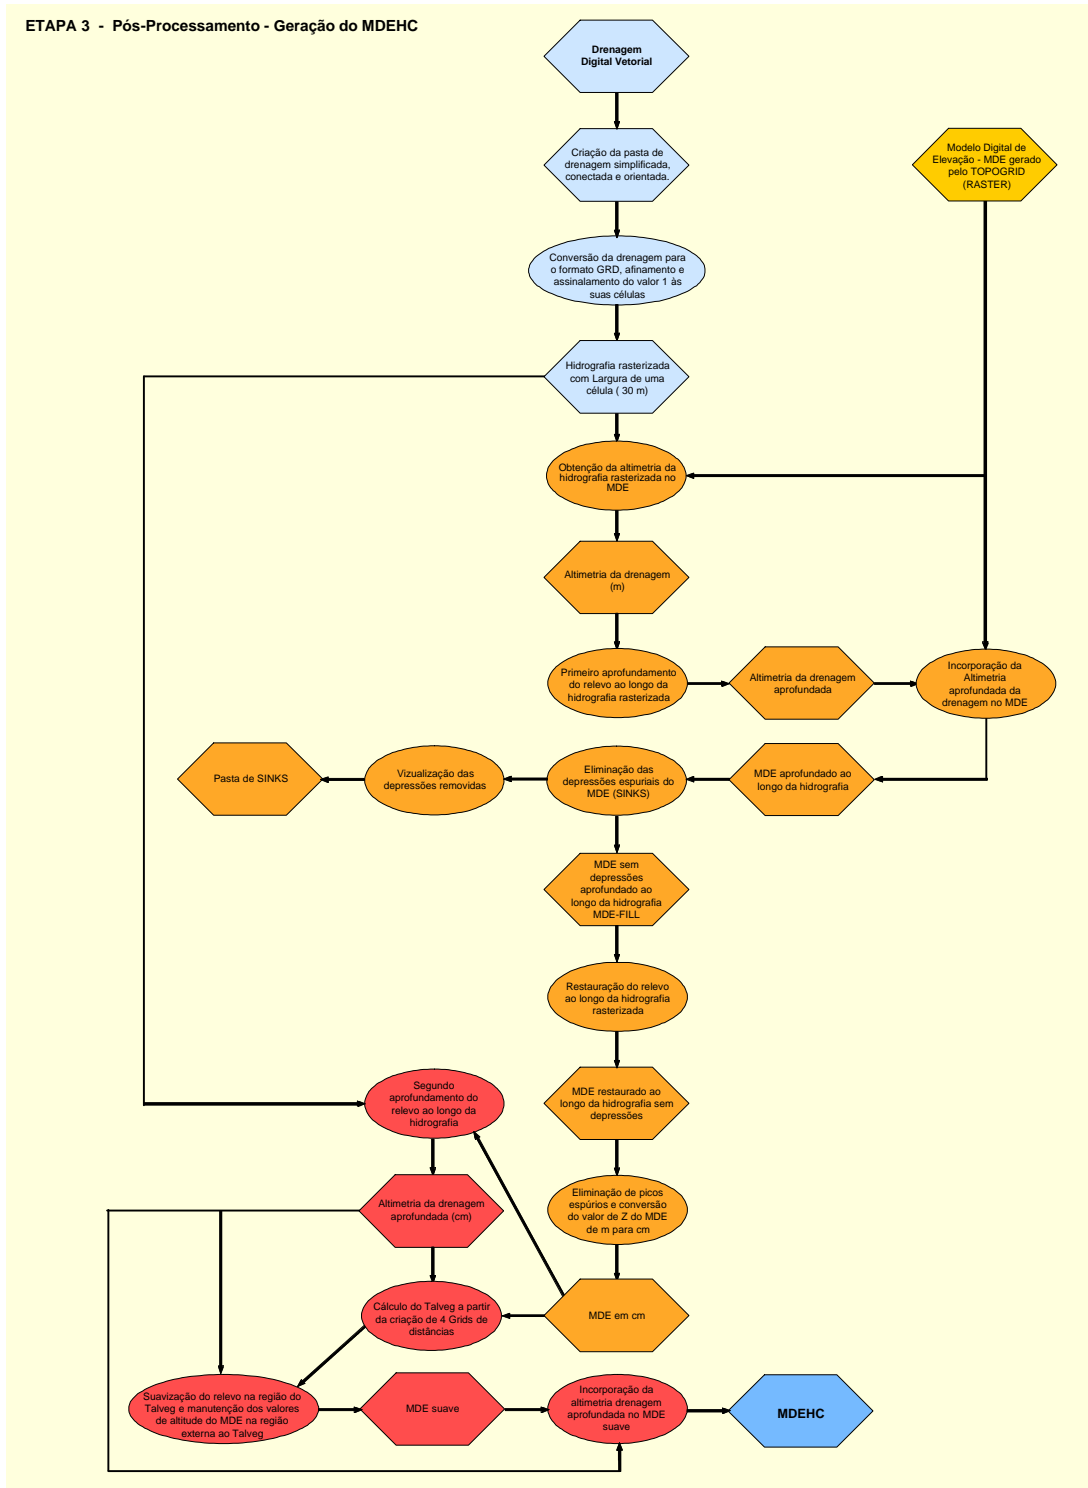 ETAPA 3 - Pós-Processamento - Geração do MDEHC
Drenagem
Digital Vetorial
Criação da pasta de
drenagem simplificada,
conectada e orientada.
Modelo Digital de
Elevação - MDE gerado
pelo TOPOGRID
(RASTER)
Conversão da drenagem para
o formato GRD, afinamento e
assinalamento do valor 1 às
suas células
Hidrografia rasterizada
com Largura de uma
célula ( 30 m)
Obtenção da altimetria da
hidrografia rasterizada no
MDE
Altimetria da drenagem
(m)
Primeiro aprofundamento
do relevo ao longo da
hidrografia rasterizada
Altimetria da drenagem
aprofundada
Incorporação da
Altimetria
aprofundada da
drenagem no MDE
Pasta de SINKS
Vizualização das
depressões removidas
Eliminação das
depressões espuriais do
MDE (SINKS)
MDE aprofundado ao
longo da hidrografia
MDE sem
depressões
aprofundado ao
longo da hidrografia
MDE-FILL
Restauração do relevo
ao longo da hidrografia
rasterizada
Segundo
aprofundamento do
relevo ao longo da
hidrografia
MDE restaurado ao
longo da hidrografia sem
depressões
Altimetria da drenagem
aprofundada (cm)
Eliminação de picos
espúrios e conversão
do valor de Z do MDE
de m para cm
Cálculo do Talveg a partir
da criação de 4 Grids de
distâncias
MDE em cm
Suavização do relevo na região do
Talveg e manutenção dos valores
de altitude do MDE na região
externa ao Talveg
MDE suave
Incorporação da
altimetria drenagem
aprofundada no MDE
suave
MDEHC